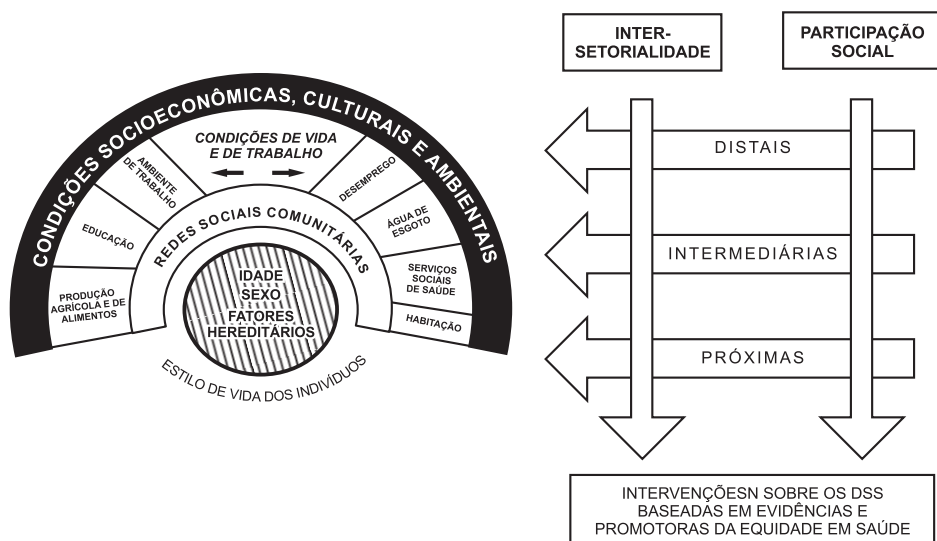 CONDIÇÕES SOCIOECONÔMICAS, CULTURAIS E AMBIENTAIS
CONDIÇÕES DE VIDA
E DE TRABALHO
PRODUÇÃO
AGRÍCOLA E DE
ALIMENTOS
EDUCAÇÃO
AMBIENTE
DE TRABALHO
DESEMPREGO
ÁGUA DE
ESGOTO
SERVIÇOS
SOCIAIS
DE SAÚDE
HABITAÇÃO
REDES SOCIAIS COMUNITÁRIAS
IDADE
SEXO
FATORES
HEREDITÁRIOS
ESTILO DE VIDA DOS INDIVÍDUOS
INTER-
SETORIALIDADE
PARTICIPAÇÃO
SOCIAL
DISTAIS
INTERMEDIÁRIAS
PRÓXIMAS
INTERVENÇÕESN SOBRE OS DSS
BASEADAS EM EVIDÊNCIAS E
PROMOTORAS DA EQUIDADE EM SAÚDE